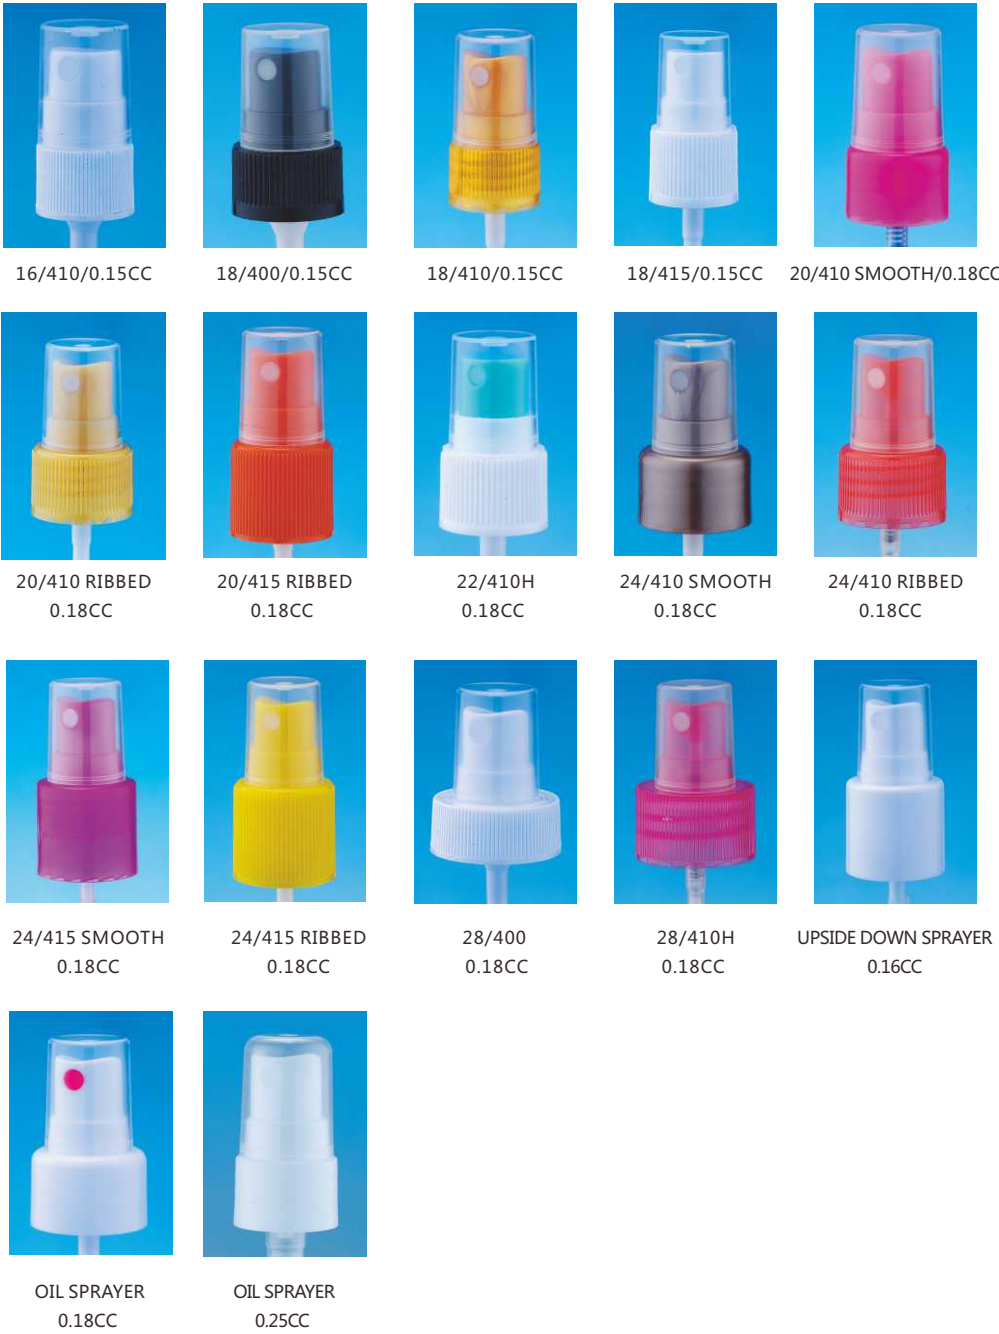 16/410/0.15CC
18/400/0.15CC
18/410/0.15CC
18/415/0.15CC
20/410 SMOOTH/0.18CC
20/410 RIBBED
0.18CC
20/415 RIBBED
0.18CC
22/410H
0.18CC
24/410 SMOOTH
0.18CC
24/410 RIBBED
0.18CC
24/415 SMOOTH
0.18CC
24/415 RIBBED
0.18CC
28/400
0.18CC
28/410H
0.18CC
UPSIDE DOWN SPRAYER
0.16CC
OIL SPRAYER
0.18CC
OIL SPRAYER
0.25CC